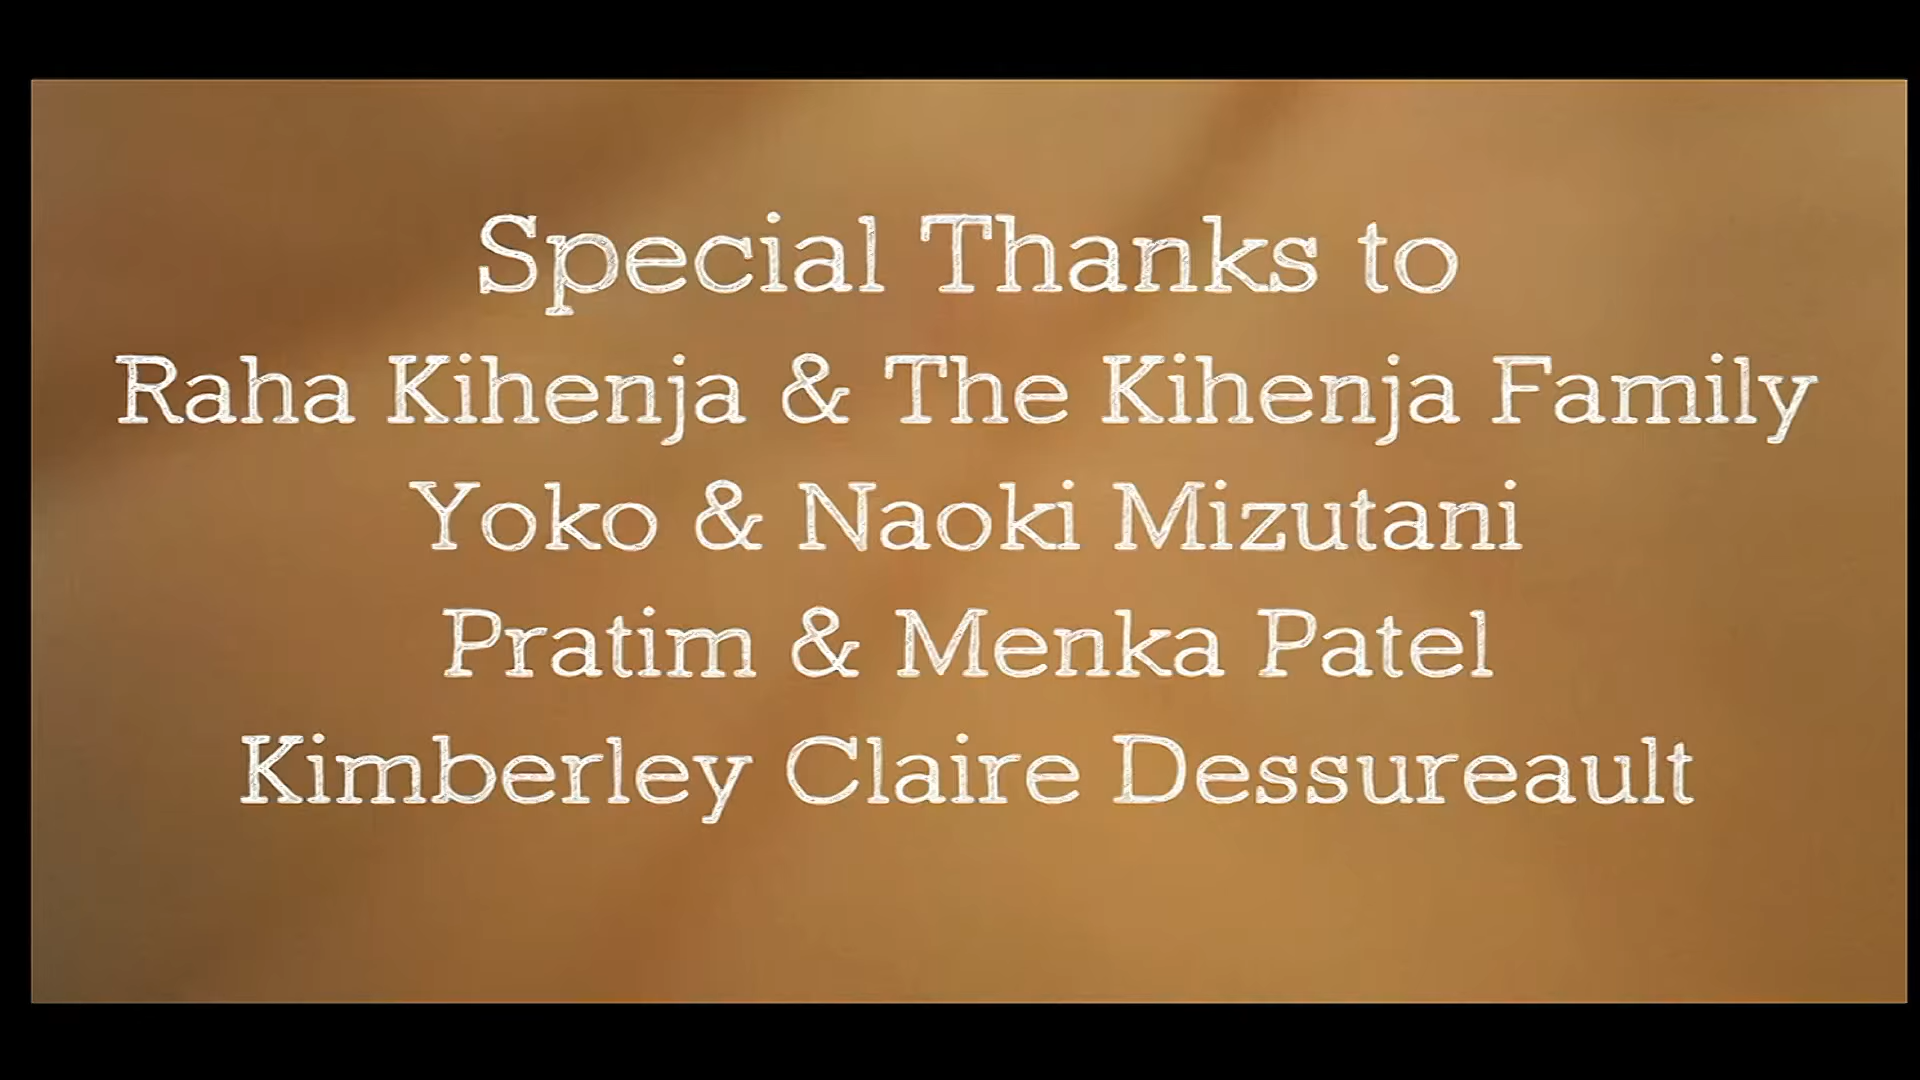 Special Thanks to
Raha Kihenja & The Kihenja Family
Yoko & Naoki Mizutani
Pratim & Menka Patel
Kimberley Claire Dessureault